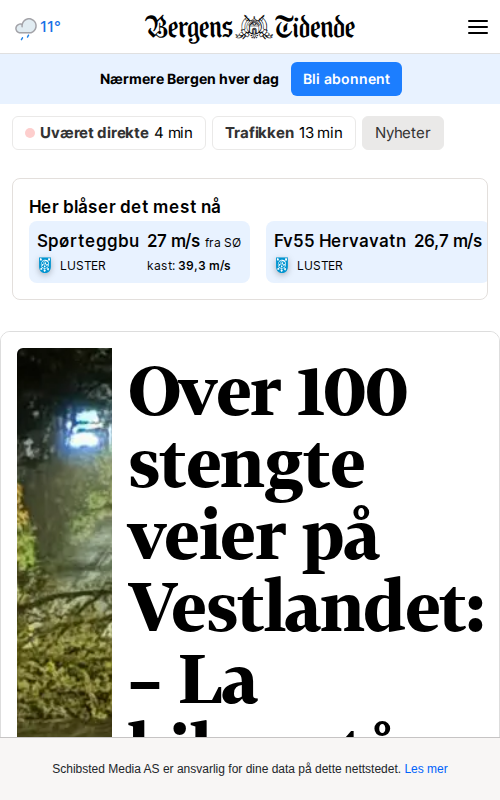 11°
Bergens Tidende
Nærmere Bergen hver dag
Bli abonnent
Uværet direkte 4 min
Trafikken 13 min
Nyheter
Her blåser det mest nå
Spørteggbu 27 m/s fra SØ
LUSTER kast: 39,3 m/s
Fv55 Hervavatn 26,7 m/s
LUSTER
Over 100
stengte
veier på
Vestlandet:
– La
Schibsted Media AS er ansvarlig for dine data på dette nettstedet. Les mer